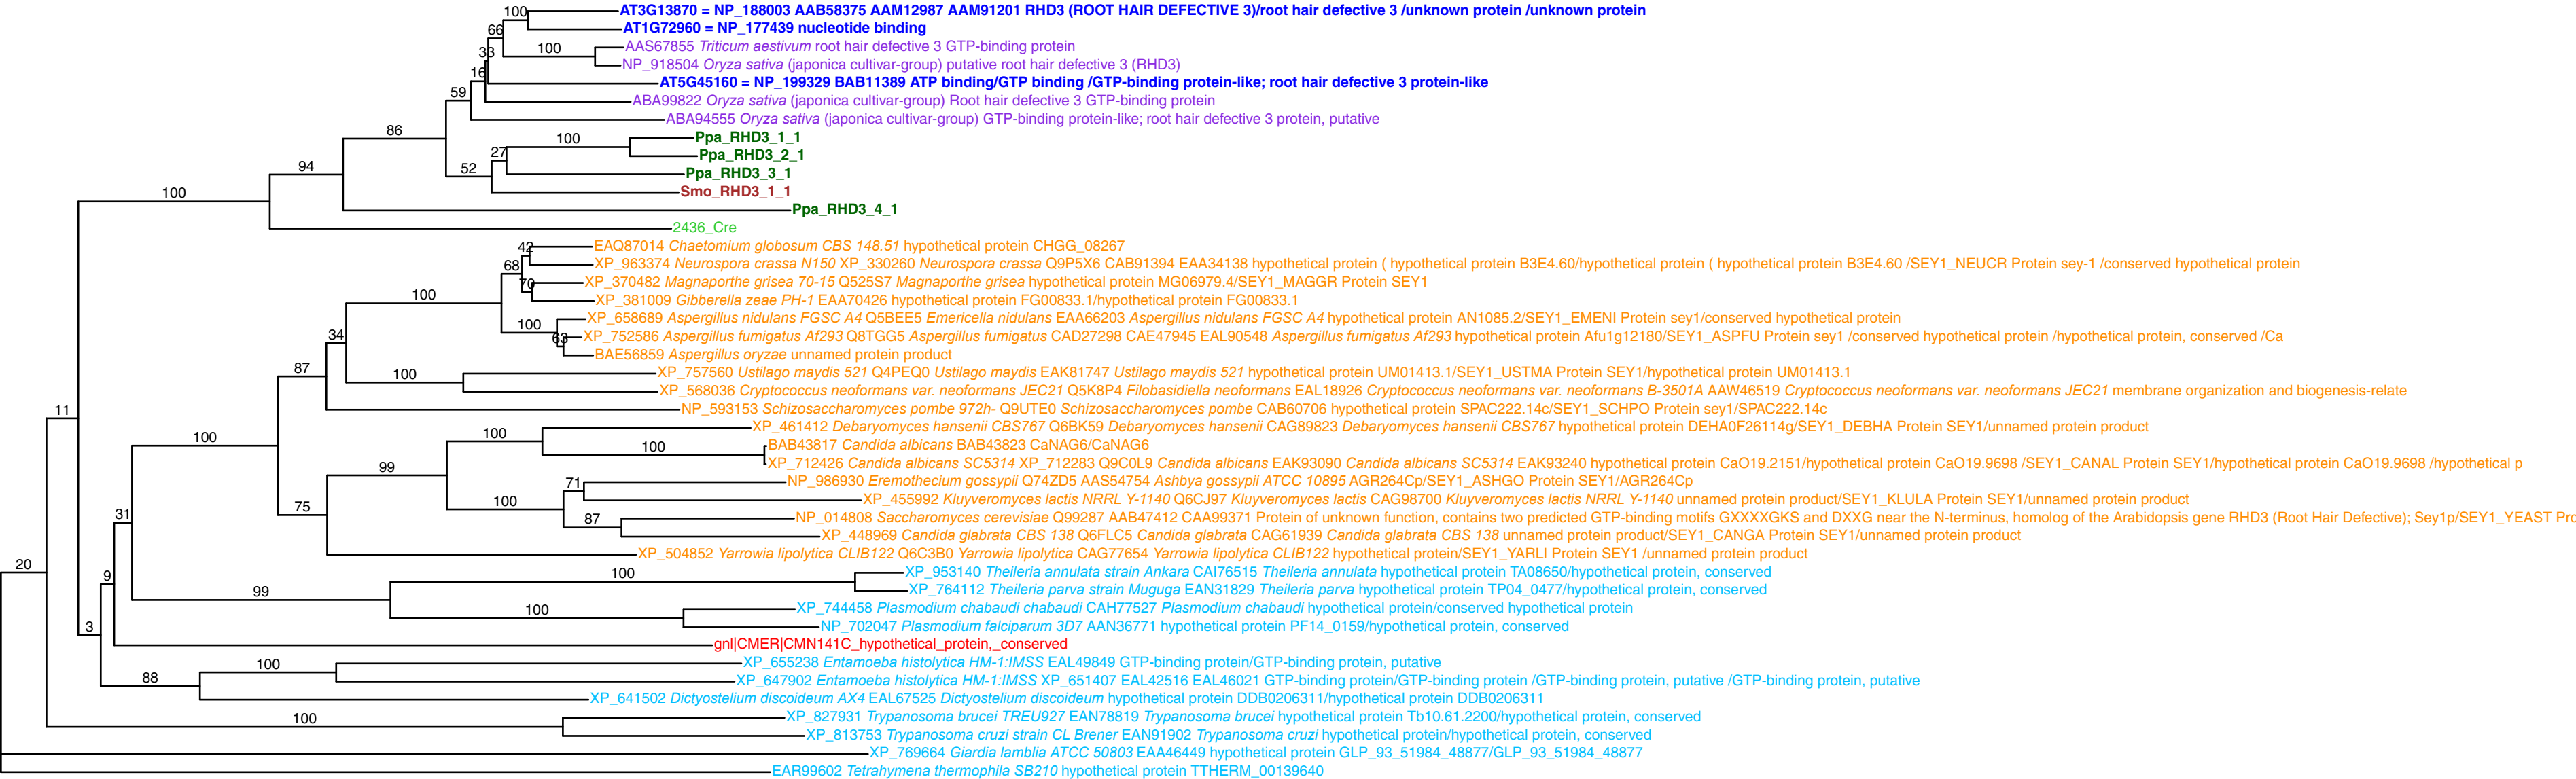 100
AT3G13870 = NP_188003 AAB58375 AAM12987 AAM91201 RHD3 (ROOT HAIR DEFECTIVE 3)/root hair defective 3 /unknown protein /unknown protein
66
AT1G72960 = NP_177439 nucleotide binding
33
100
AAS67855 Triticum aestivum root hair defective 3 GTP-binding protein
NP_918504 Oryza sativa (japonica cultivar-group) putative root hair defective 3 (RHD3)
16
AT5G45160 = NP_199329 BAB11389 ATP binding/GTP binding /GTP-binding protein-like; root hair defective 3 protein-like
59
ABA99822 Oryza sativa (japonica cultivar-group) Root hair defective 3 GTP-binding protein
ABA94555 Oryza sativa (japonica cultivar-group) GTP-binding protein-like; root hair defective 3 protein, putative
86
100
Ppa_RHD3_1_1
27
Ppa_RHD3_2_1
94
52
Ppa_RHD3_3_1
100
Smo_RHD3_1_1
Ppa_RHD3_4_1
2436_Cre
42
EAQ87014 Chaetomium globosum CBS 148.51 hypothetical protein CHGG_08267
68
XP_963374 Neurospora crassa N150 XP_330260 Neurospora crassa Q9P5X6 CAB91394 EAA34138 hypothetical protein ( hypothetical protein B3E4.60/hypothetical protein ( hypothetical protein B3E4.60 /SEY1_NEUCR Protein sey-1 /conserved hypothetical protein
70
XP_370482 Magnaporthe grisea 70-15 Q525S7 Magnaporthe grisea hypothetical protein MG06979.4/SEY1_MAGGR Protein SEY1
100
XP_381009 Gibberella zeae PH-1 EAA70426 hypothetical protein FG00833.1/hypothetical protein FG00833.1
100
XP_658689 Aspergillus nidulans FGSC A4 Q5BEE5 Emericella nidulans EAA66203 Aspergillus nidulans FGSC A4 hypothetical protein AN1085.2/SEY1_EMENI Protein sey1/conserved hypothetical protein
34
63
XP_752586 Aspergillus fumigatus Af293 Q8TGG5 Aspergillus fumigatus CAD27298 CAE47945 EAL90548 Aspergillus fumigatus Af293 hypothetical protein Afu1g12180/SEY1_ASPFU Protein sey1 /conserved hypothetical protein /hypothetical protein, conserved /Ca
BAE56859 Aspergillus oryzae unnamed protein product
87
100
XP_757560 Ustilago maydis 521 Q4PEQ0 Ustilago maydis EAK81747 Ustilago maydis 521 hypothetical protein UM01413.1/SEY1_USTMA Protein SEY1/hypothetical protein UM01413.1
XP_568036 Cryptococcus neoformans var. neoformans JEC21 Q5K8P4 Filobasidiella neoformans EAL18926 Cryptococcus neoformans var. neoformans B-3501A AAW46519 Cryptococcus neoformans var. neoformans JEC21 membrane organization and biogenesis-relate
11
NP_593153 Schizosaccharomyces pombe 972h- Q9UTE0 Schizosaccharomyces pombe CAB60706 hypothetical protein SPAC222.14c/SEY1_SCHPO Protein sey1/SPAC222.14c
100
100
XP_461412 Debaryomyces hansenii CBS767 Q6BK59 Debaryomyces hansenii CAG89823 Debaryomyces hansenii CBS767 hypothetical protein DEHA0F26114g/SEY1_DEBHA Protein SEY1/unnamed protein product
100
BAB43817 Candida albicans BAB43823 CaNAG6/CaNAG6
99
XP_712426 Candida albicans SC5314 XP_712283 Q9C0L9 Candida albicans EAK93090 Candida albicans SC5314 EAK93240 hypothetical protein CaO19.2151/hypothetical protein CaO19.9698 /SEY1_CANAL Protein SEY1/hypothetical protein CaO19.9698 /hypothetical p
71
NP_986930 Eremothecium gossypii Q74ZD5 AAS54754 Ashbya gossypii ATCC 10895 AGR264Cp/SEY1_ASHGO Protein SEY1/AGR264Cp
75
100
XP_455992 Kluyveromyces lactis NRRL Y-1140 Q6CJ97 Kluyveromyces lactis CAG98700 Kluyveromyces lactis NRRL Y-1140 unnamed protein product/SEY1_KLULA Protein SEY1/unnamed protein product
31
87
NP_014808 Saccharomyces cerevisiae Q99287 AAB47412 CAA99371 Protein of unknown function, contains two predicted GTP-binding motifs GXXXXGKS and DXXG near the N-terminus, homolog of the Arabidopsis gene RHD3 (Root Hair Defective); Sey1p/SEY1_YEAST Pro
XP_448969 Candida glabrata CBS 138 Q6FLC5 Candida glabrata CAG61939 Candida glabrata CBS 138 unnamed protein product/SEY1_CANGA Protein SEY1/unnamed protein product
XP_504852 Yarrowia lipolytica CLIB122 Q6C3B0 Yarrowia lipolytica CAG77654 Yarrowia lipolytica CLIB122 hypothetical protein/SEY1_YARLI Protein SEY1 /unnamed protein product
20
9
100
XP_953140 Theileria annulata strain Ankara CAI76515 Theileria annulata hypothetical protein TA08650/hypothetical protein, conserved
99
XP_764112 Theileria parva strain Muguga EAN31829 Theileria parva hypothetical protein TP04_0477/hypothetical protein, conserved
100
XP_744458 Plasmodium chabaudi chabaudi CAH77527 Plasmodium chabaudi hypothetical protein/conserved hypothetical protein
3
NP_702047 Plasmodium falciparum 3D7 AAN36771 hypothetical protein PF14_0159/hypothetical protein, conserved
gnl|CMER|CMN141C_hypothetical_protein,_conserved
100
XP_655238 Entamoeba histolytica HM-1:IMSS EAL49849 GTP-binding protein/GTP-binding protein, putative
88
XP_647902 Entamoeba histolytica HM-1:IMSS XP_651407 EAL42516 EAL46021 GTP-binding protein/GTP-binding protein /GTP-binding protein, putative /GTP-binding protein, putative
XP_641502 Dictyostelium discoideum AX4 EAL67525 Dictyostelium discoideum hypothetical protein DDB0206311/hypothetical protein DDB0206311
100
XP_827931 Trypanosoma brucei TREU927 EAN78819 Trypanosoma brucei hypothetical protein Tb10.61.2200/hypothetical protein, conserved
XP_813753 Trypanosoma cruzi strain CL Brener EAN91902 Trypanosoma cruzi hypothetical protein/hypothetical protein, conserved
XP_769664 Giardia lamblia ATCC 50803 EAA46449 hypothetical protein GLP_93_51984_48877/GLP_93_51984_48877
EAR99602 Tetrahymena thermophila SB210 hypothetical protein TTHERM_00139640